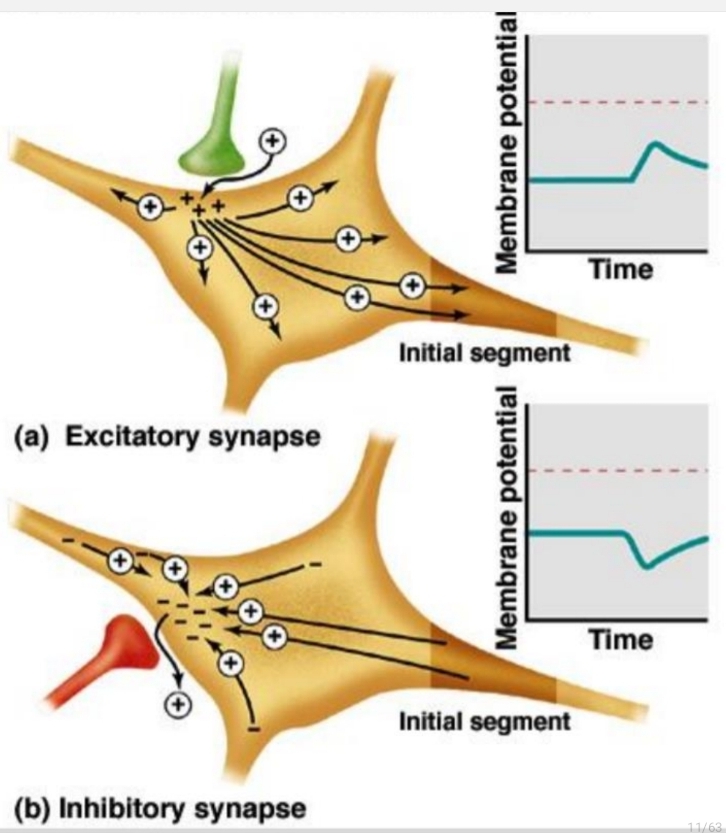 Membrane potential
Time
Initial segment
(a) Excitatory synapse
Membrane potential
Time
Initial segment
(b) Inhibitory synapse
11/63